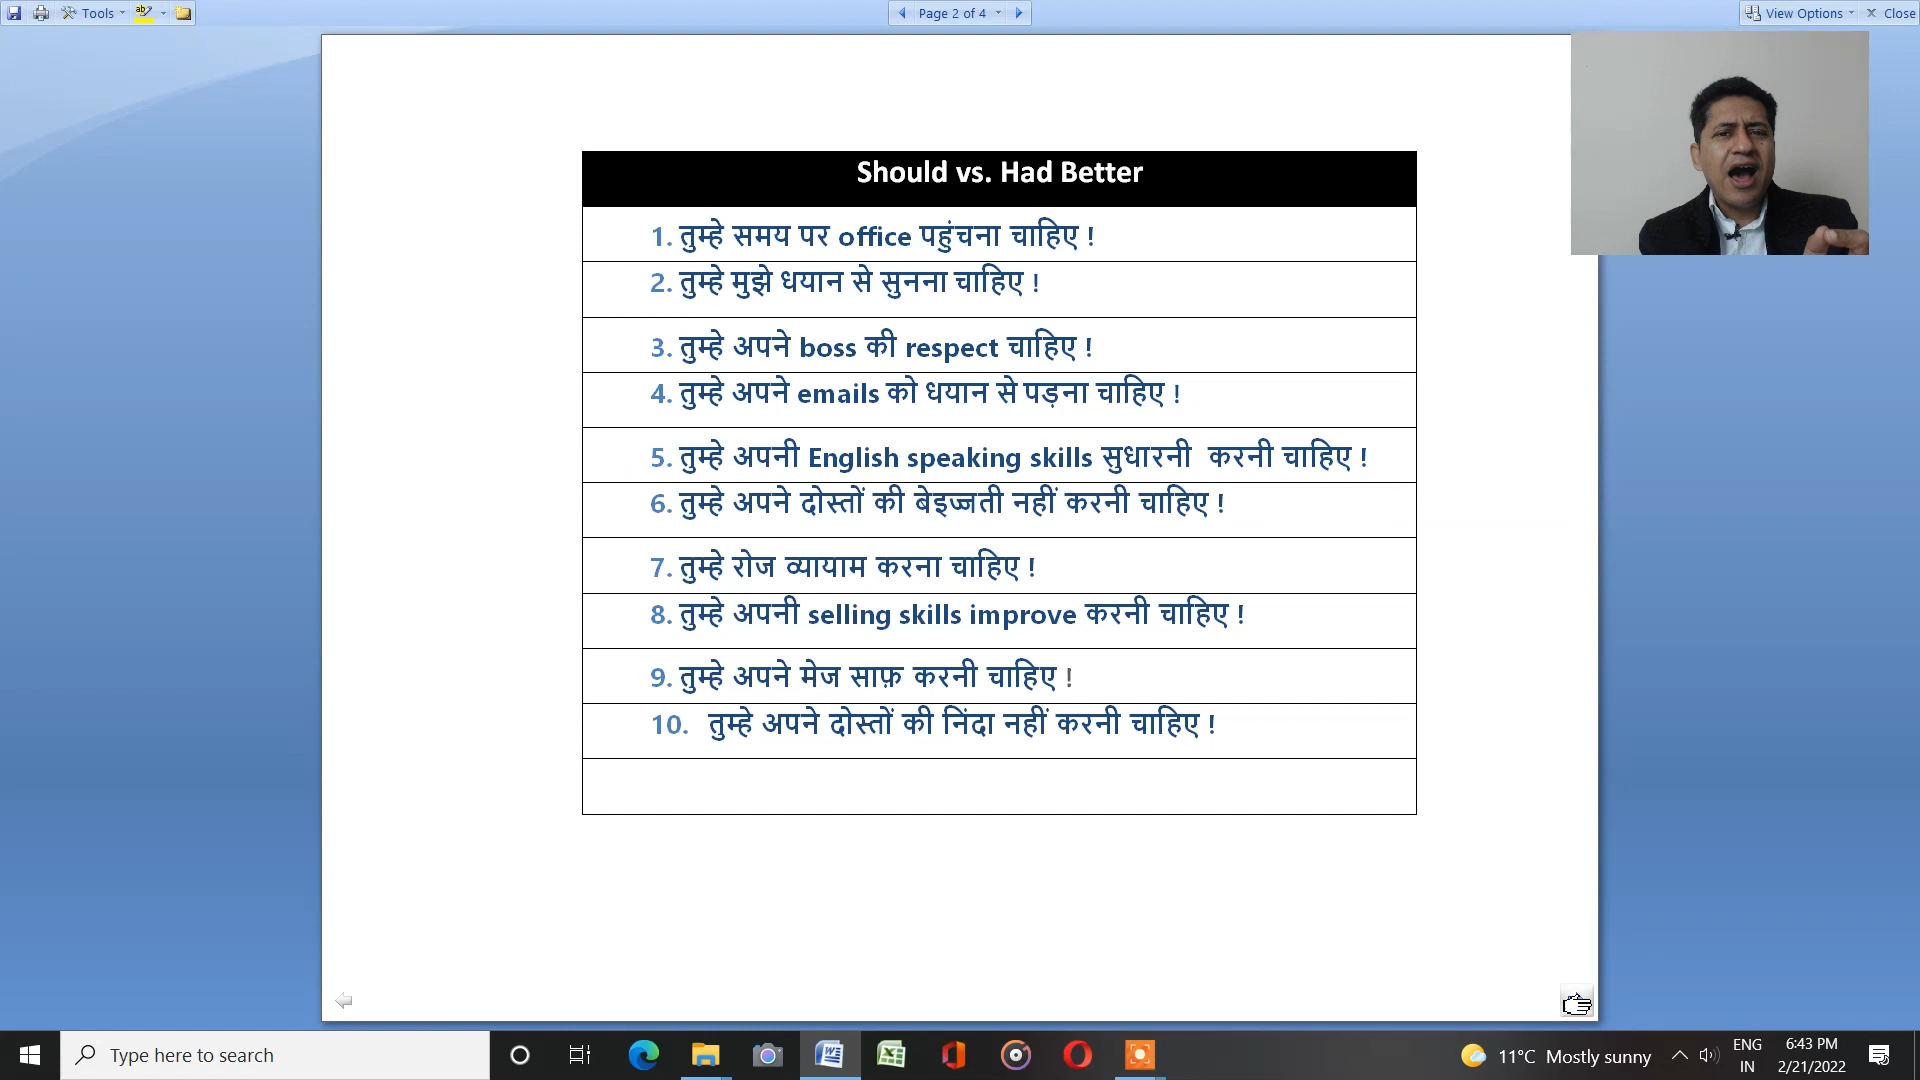 Tools
Page 2 of 4
View Options
Close
Should vs. Had Better
1. तुम्हे समय पर office पहुंचना चाहिए !
2. तुम्हे मुझे धयान से सुनना चाहिए !
3. तुम्हे अपने boss की respect चाहिए !
4. तुम्हे अपने emails को धयान से पड़ना चाहिए !
5. तुम्हे अपनी English speaking skills सुधारनी करनी चाहिए !
6. तुम्हे अपने दोस्तों की बेइज्जती नहीं करनी चाहिए !
7. तुम्हे रोज व्यायाम करना चाहिए !
8. तुम्हे अपनी selling skills improve करनी चाहिए !
9. तुम्हे अपने मेज साफ़ करनी चाहिए !
10. तुम्हे अपने दोस्तों की निंदा नहीं करनी चाहिए !
Type here to search
11°C Mostly sunny
ENG
IN
6:43 PM
2/21/2022